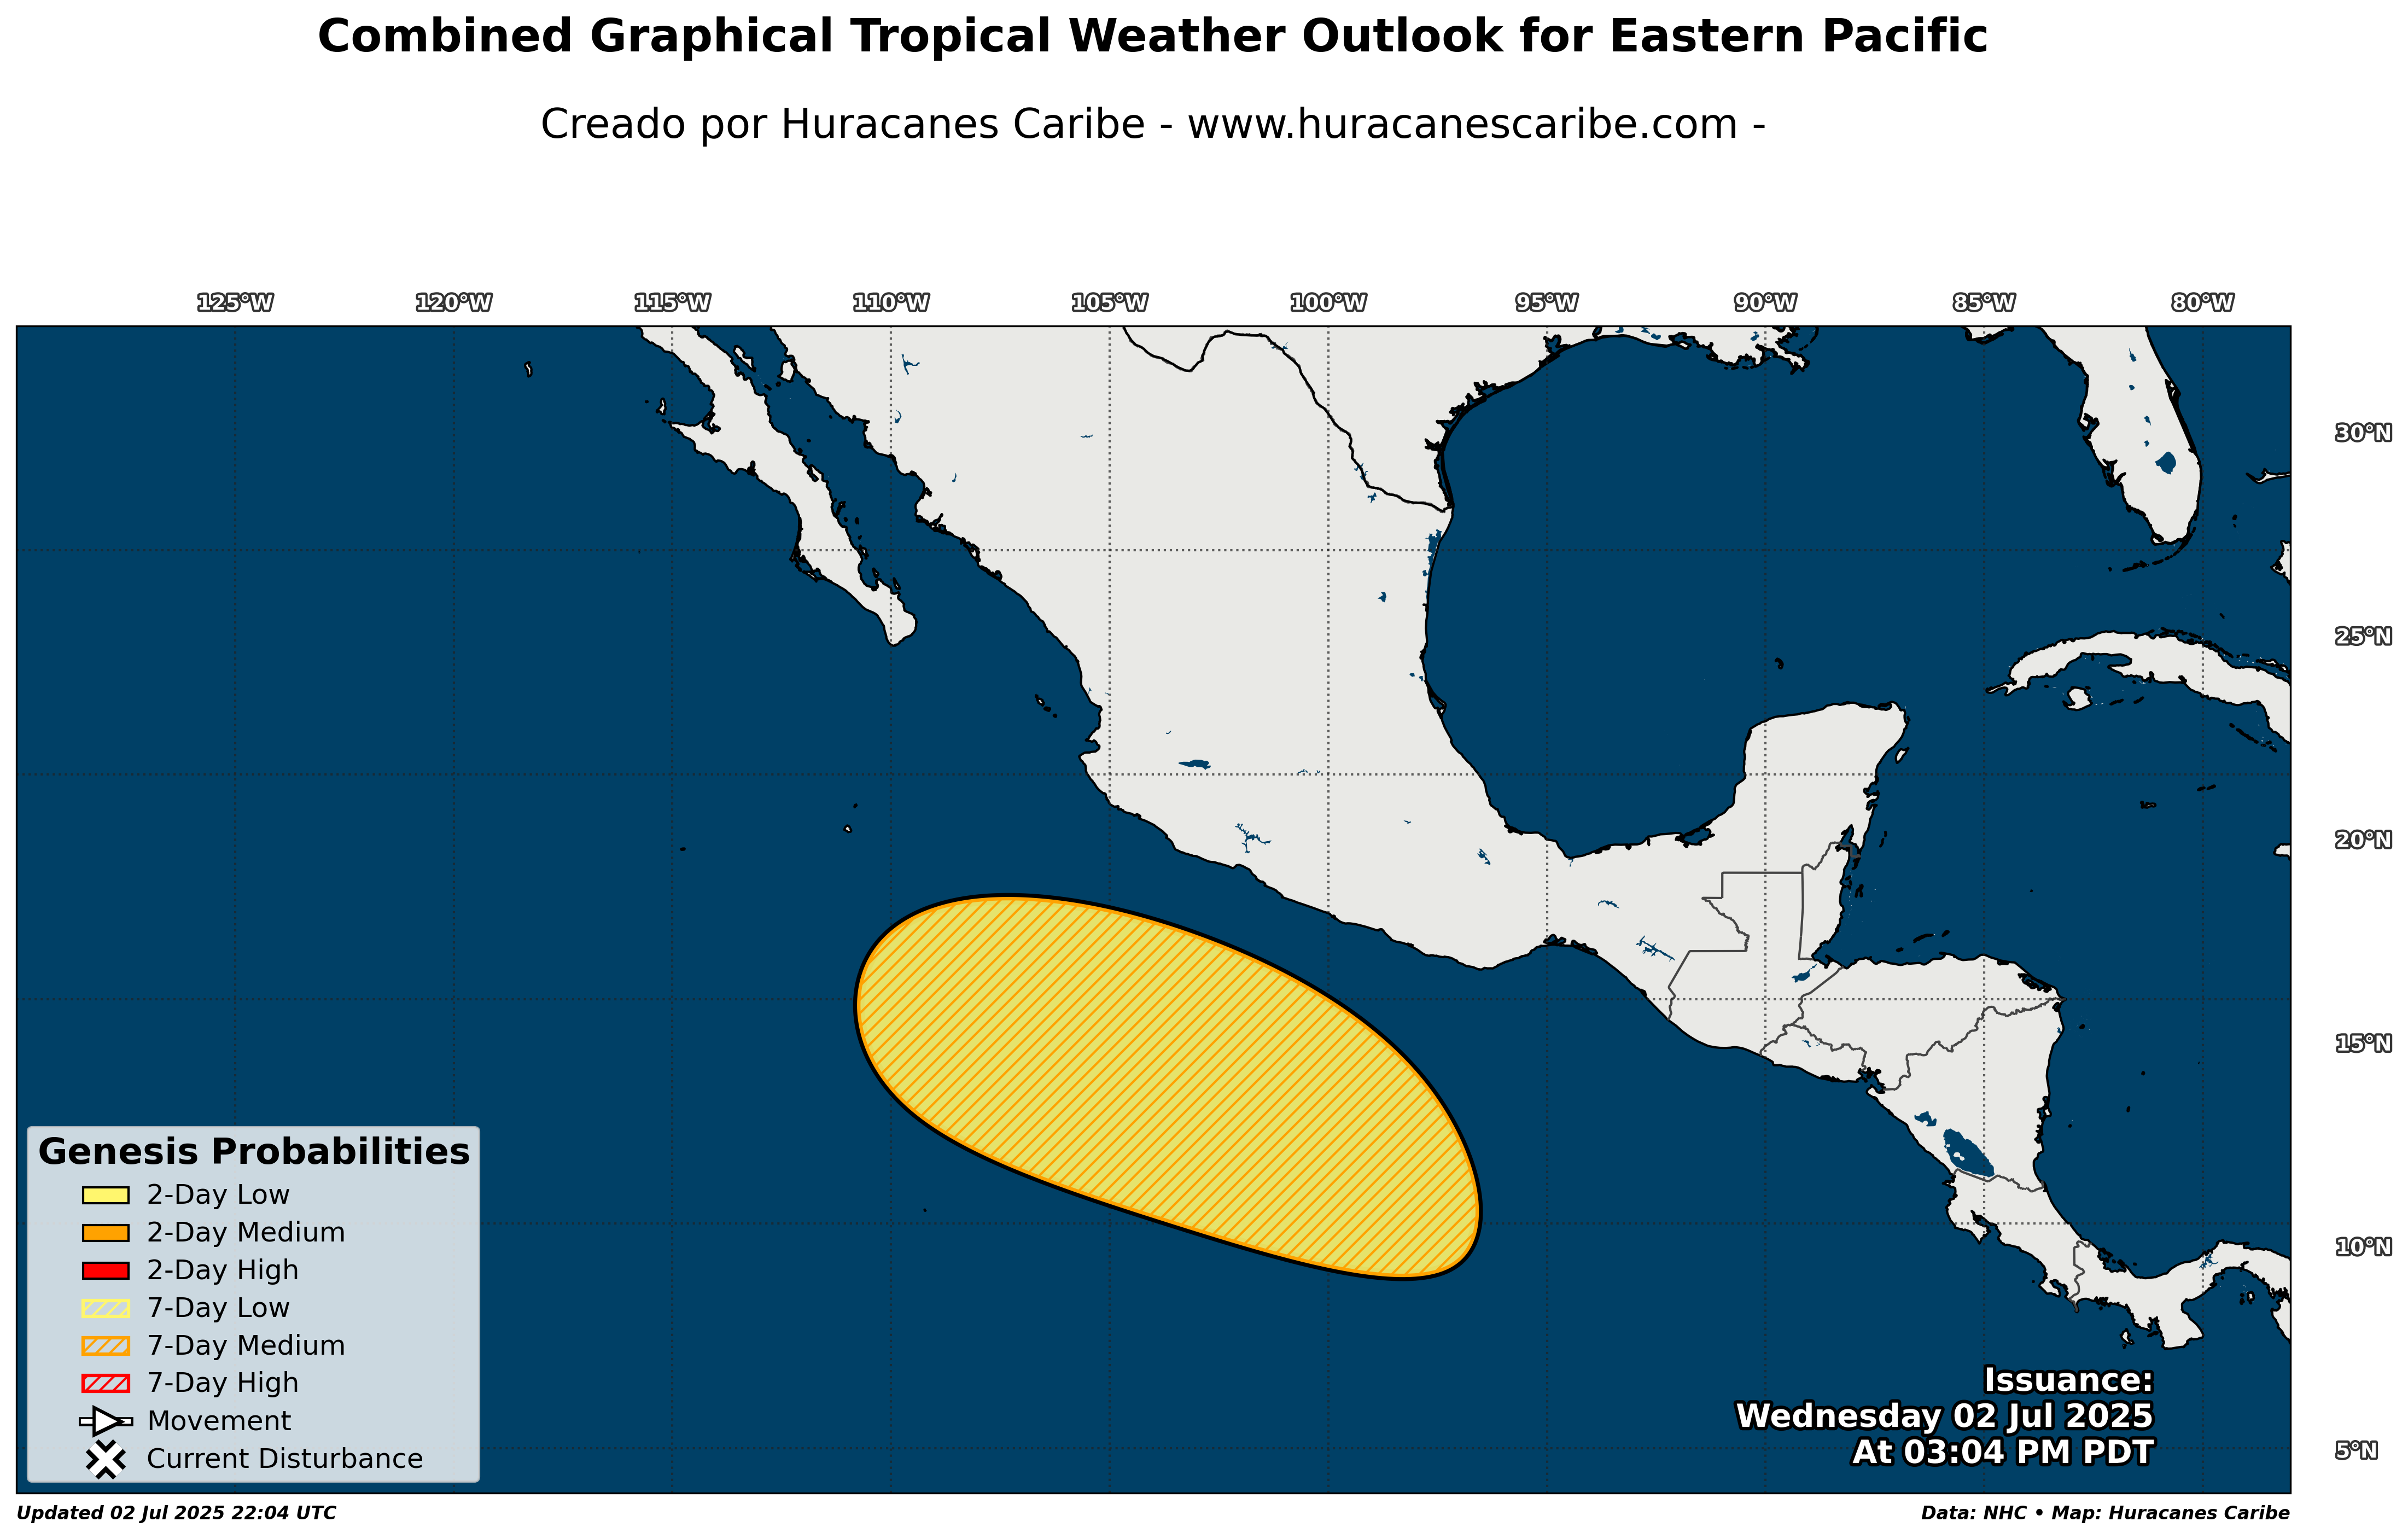 Combined Graphical Tropical Weather Outlook for Eastern Pacific
Creado por Huracanes Caribe - www.huracanescaribe.com -
125°W 120°W 115°W 110°W 105°W 100°W 95°W 90°W 85°W 80°W
30°N
25°N
20°N
15°N
10°N
5°N
Genesis Probabilities
2-Day Low
2-Day Medium
2-Day High
7-Day Low
7-Day Medium
7-Day High
Movement
Current Disturbance
Issuance:
Wednesday 02 Jul 2025
At 03:04 PM PDT
Updated 02 Jul 2025 22:04 UTC
Data: NHC • Map: Huracanes Caribe